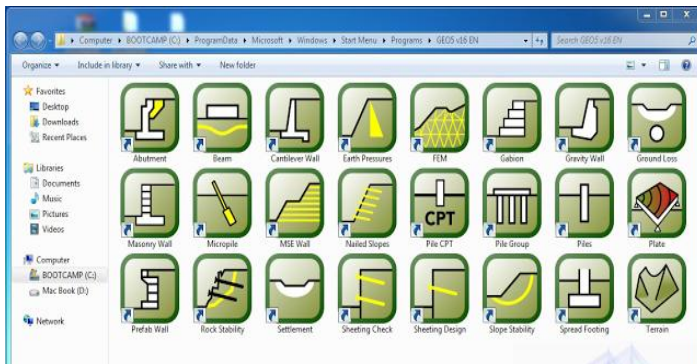 Computer ▸ BOOTCAMP (C:) ▸ ProgramData ▸ Microsoft ▸ Windows ▸ Start Menu ▸ Programs ▸ GEO5 v16 EN
Search GEO5 v16 EN
Organize Include in library Share with New folder
Favorites
Desktop
Downloads
Recent Places
Libraries
Documents
Music
Pictures
Videos
Computer
BOOTCAMP (C:)
Mac Book (D:)
Network
Abutment Beam Cantilever Wall Earth Pressures FEM Gabion Gravity Wall Ground Loss
CPT
Masonry Wall Micropile MSE Wall Nailed Slopes Pile CPT Pile Group Piles Plate
Prefab Wall Rock Stability Settlement Sheeting Check Sheeting Design Slope Stability Spread Footing Terrain